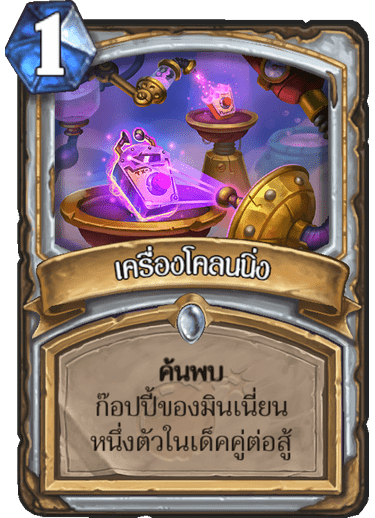 1
เครื่องโคลนนิ่ง
ค้นพบ
ก๊อปปี้ของมินเนี่ยน
หนึ่งตัวในเด็คคู่ต่อสู้